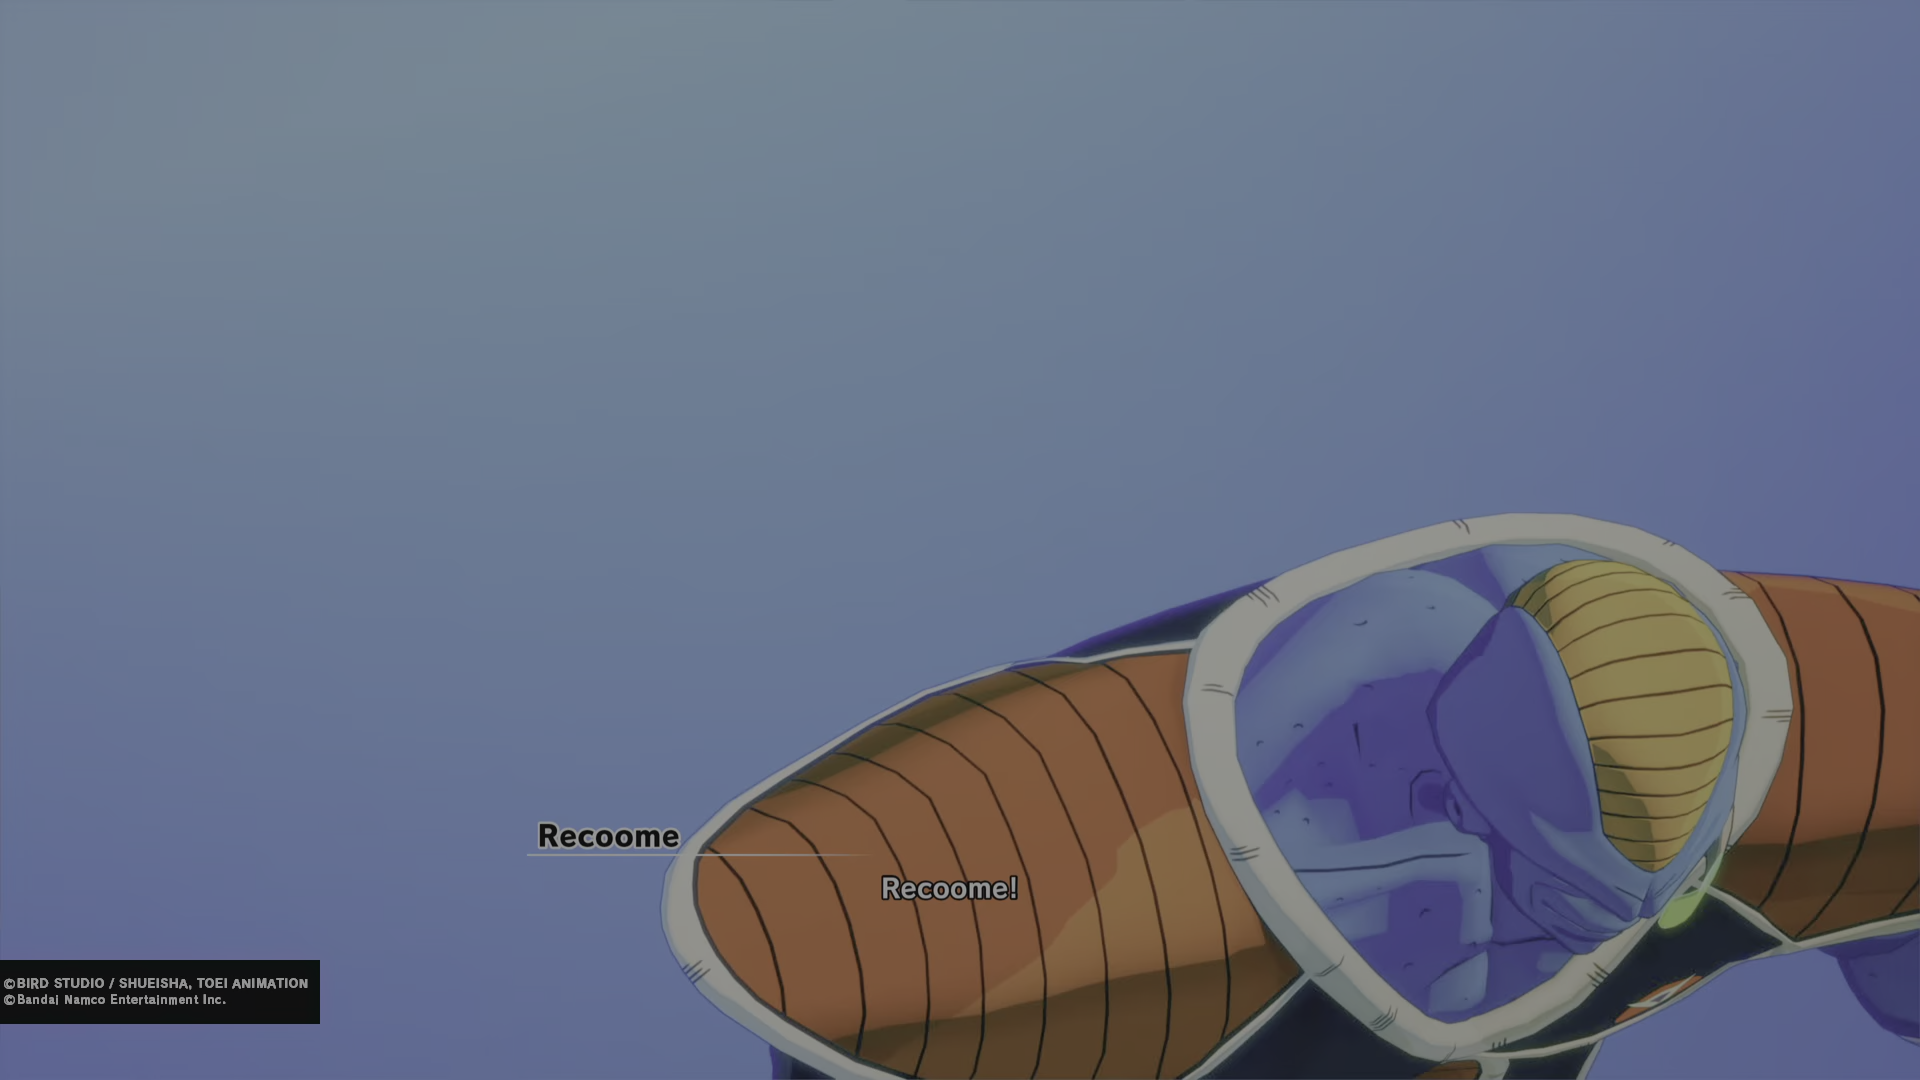 Recoome
Recoome!
©BIRD STUDIO / SHUEISHA, TOEI ANIMATION
©Bandai Namco Entertainment Inc.